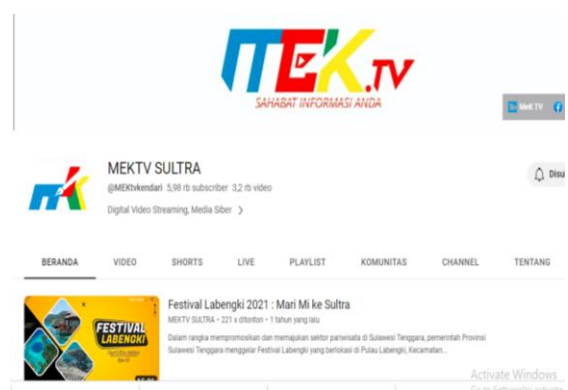 MEK.TV
SAHABAT INFORMASI ANDA
MeK TV
MEKTV SULTRA
@MEKtvkendari 5,98 rb subscriber 3,2 rb video
Disu
Digital Video Streaming, Media Siber >
BERANDA VIDEO SHORTS LIVE PLAYLIST KOMUNITAS CHANNEL TENTANG
FESTIVAL
LABENGKI
Festival Labengki 2021 : Mari Mi ke Sultra
MEKTV SULTRA • 221 x ditonton • 1 tahun yang lalu
Dalam rangka mempromosikan dan memajukan sektor pariwisata di Sulawesi Tenggara, pemerintah Provinsi
Sulawesi Tenggara menggelar Festival Labengki yang berlokasi di Pulau Labengki, Kecamatan...
Activate Windows